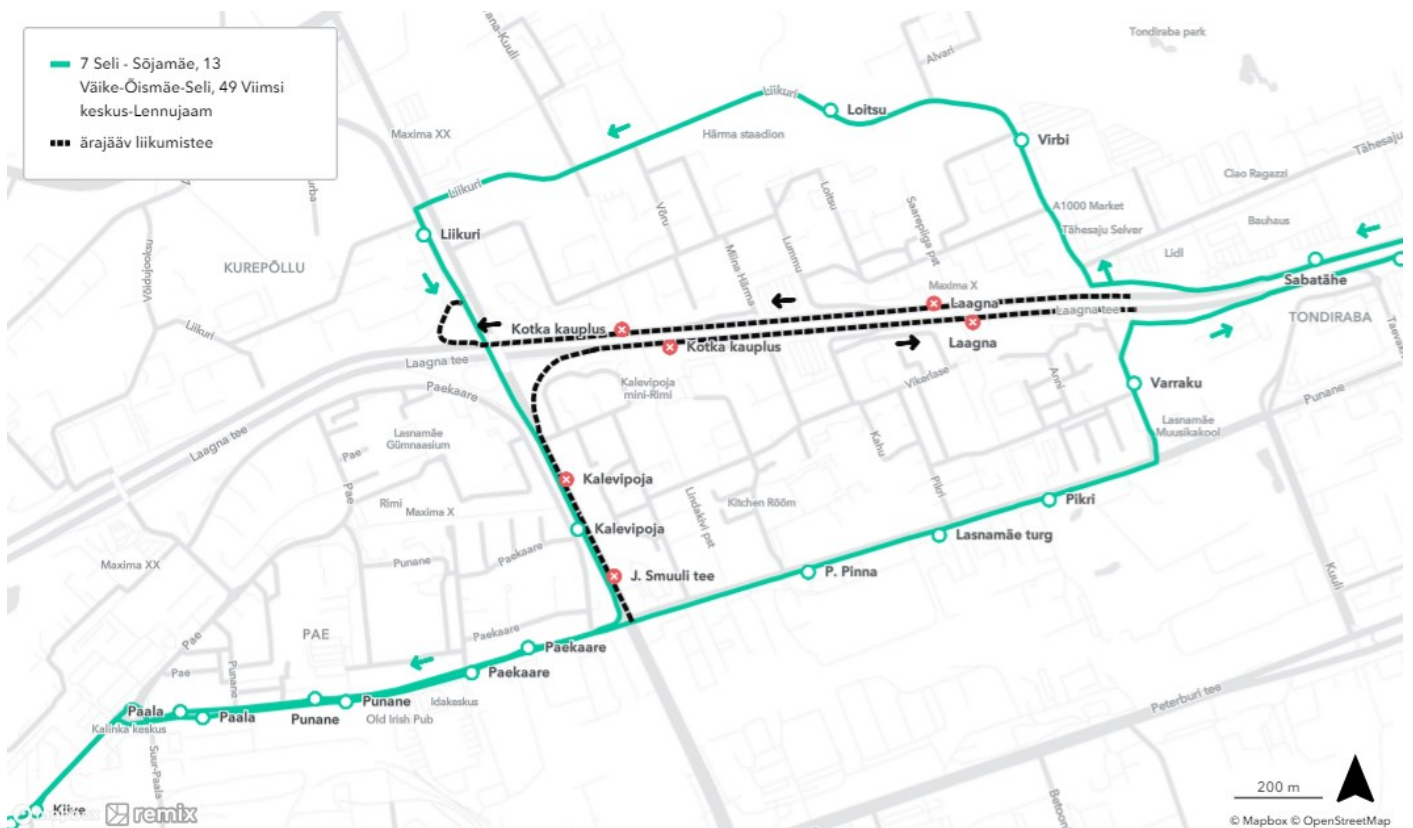 7 Seli - Sõjamäe, 13
Väike-Õismäe-Seli, 49 Viimsi
keskus-Lennujaam
ärajääv liikumistee
Tondiraba park
Alvari
Liikuri
Loitsu
Maxima XX
Härma staadion
Virbi
Tähesaju
Ciao Ragazzi
Liikuri
Võru
Loitsu
Saarepiiga pst
A1000 Market
Bauhaus
Tähesaju Selver
Liikuri
Miina Härma
Lummu
Lidl
KUREPÕLLU
Sabatähe
Maxima X
Laagna
Laagna tee
TONDIRABA
Liikuri
Kotka kauplus
Kotka kauplus
Laagna
Laagna tee
Vikerlase
Anni
Varraku
Punane
Paekaare
Kalevipoja
mini-Rimi
Laagna tee
Lasnamäe
Gümnaasium
Pae
Kahu
Lasnamäe
Muusikakool
Pae
Kalevipoja
Pikri
Pikri
Rimi
Maxima X
Lindakivi pst
Kitchen Rööm
Kalevipoja
Lasnamäe turg
Maxima XX
Punane
Paekaare
J. Smuuli tee
P. Pinna
Kuuli
PAE
Pae
Paekaare
Paekaare
Pae
Punane
Paekaare
Peterburi tee
Paala
Paala
Punane
Punane
Idakeskus
Old Irish Pub
Kalinka keskus
Suur-Paala
200 m
Kiive
remix
© Mapbox © OpenStreetMap